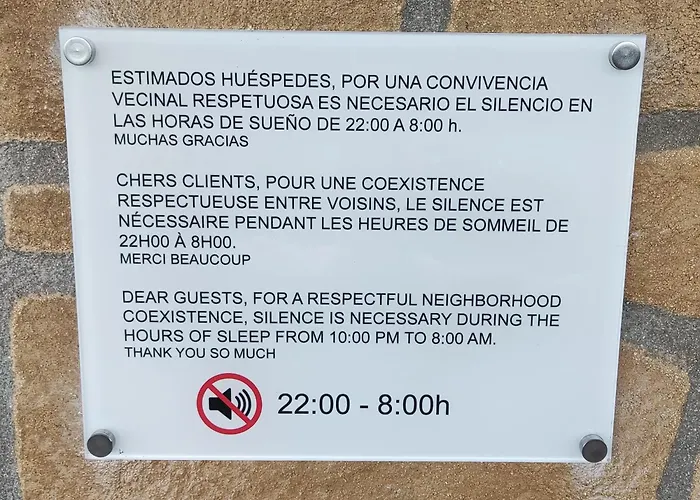 ESTIMADOS HUÉSPEDES, POR UNA CONVIVENCIA
VECINAL RESPETUOSA ES NECESARIO EL SILENCIO EN
LAS HORAS DE SUEÑO DE 22:00 A 8:00 h.
MUCHAS GRACIAS
CHERS CLIENTS, POUR UNE COEXISTENCE
RESPECTUEUSE ENTRE VOISINS, LE SILENCE EST
NÉCESSAIRE PENDANT LES HEURES DE SOMMEIL DE
22H00 À 8H00.
MERCI BEAUCOUP
DEAR GUESTS, FOR A RESPECTFUL NEIGHBORHOOD
COEXISTENCE, SILENCE IS NECESSARY DURING THE
HOURS OF SLEEP FROM 10:00 PM TO 8:00 AM.
THANK YOU SO MUCH
22:00 - 8:00h